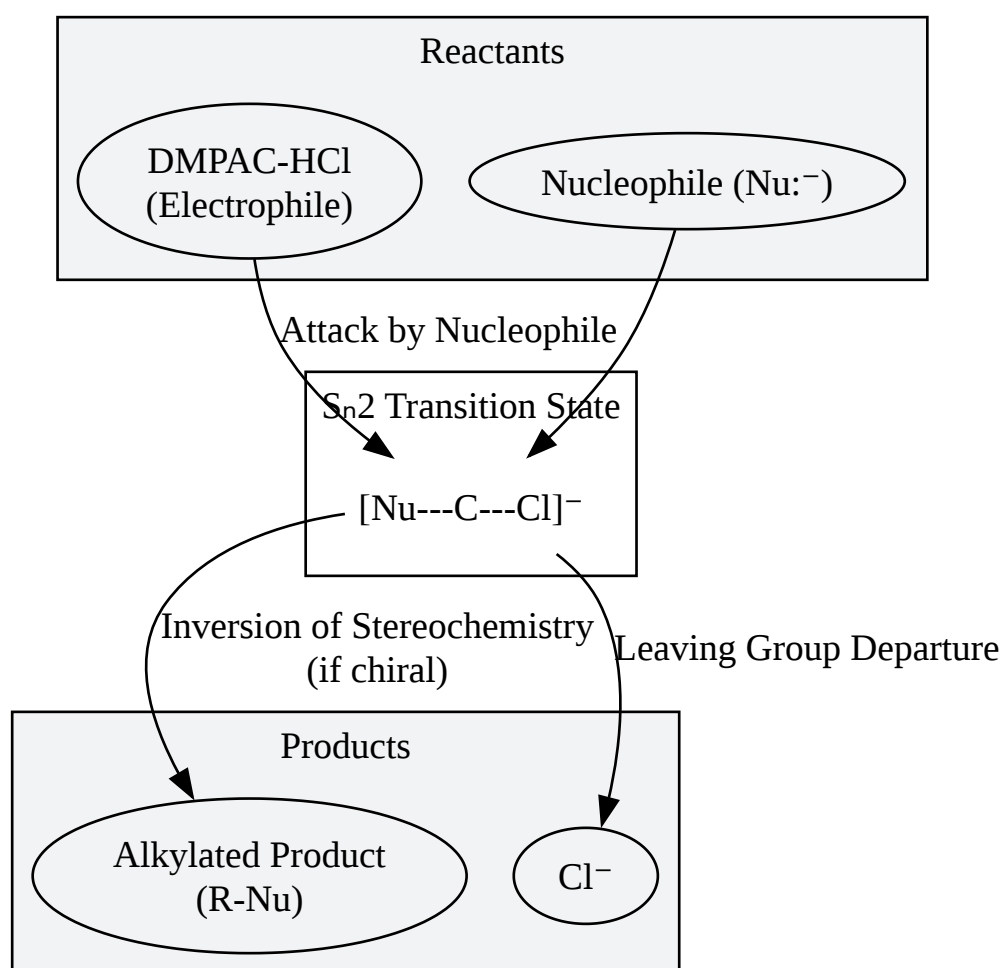 Reactants
DMPAC-HCl
(Electrophile)
Nucleophile (Nu:⁻)
Attack by Nucleophile
Sₙ2 Transition State
[Nu---C---Cl]⁻
Inversion of Stereochemistry
(if chiral)
Leaving Group Departure
Products
Alkylated Product
(R-Nu)
Cl⁻